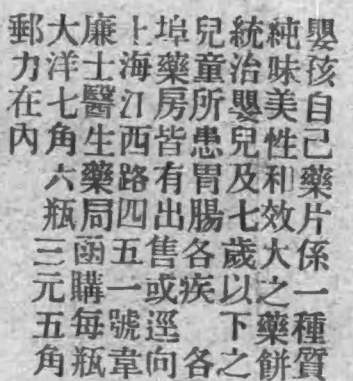 嬰孩自己藥片係一種質
純味美性和效大之藥餅
統治嬰兒及七歲以下之
兒童所患胃腸各疾　各
埠藥房皆有出售或逕向
上海江西路四五一號韋
廉士醫生藥局函購每瓶
大洋七角六瓶三元五角
郵力在內